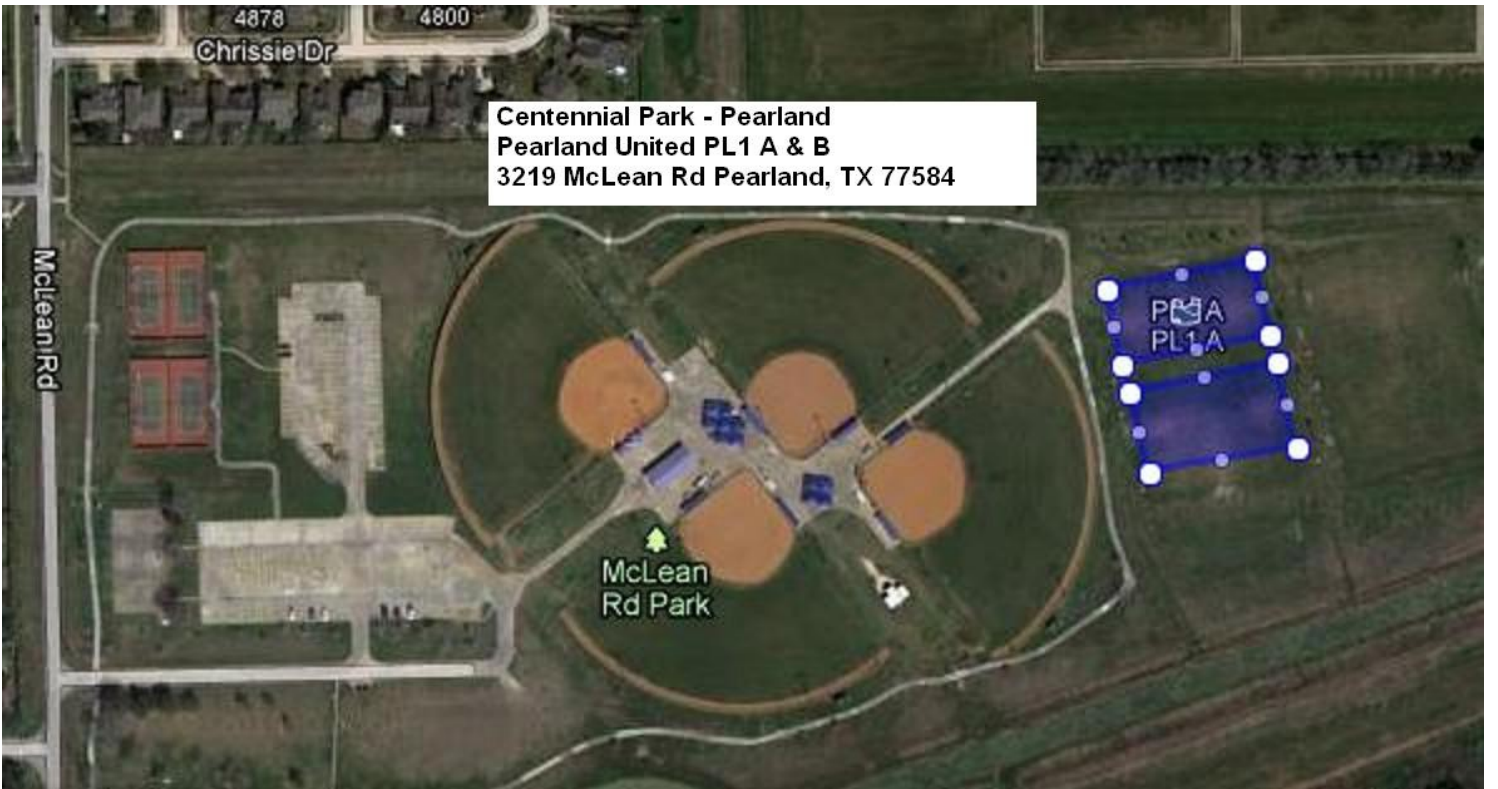 4878
4800
Chrissie Dr
Centennial Park - Pearland
Pearland United PL1 A & B
3219 McLean Rd Pearland, TX 77584
McLean Rd
PL1 A
McLean
Rd Park